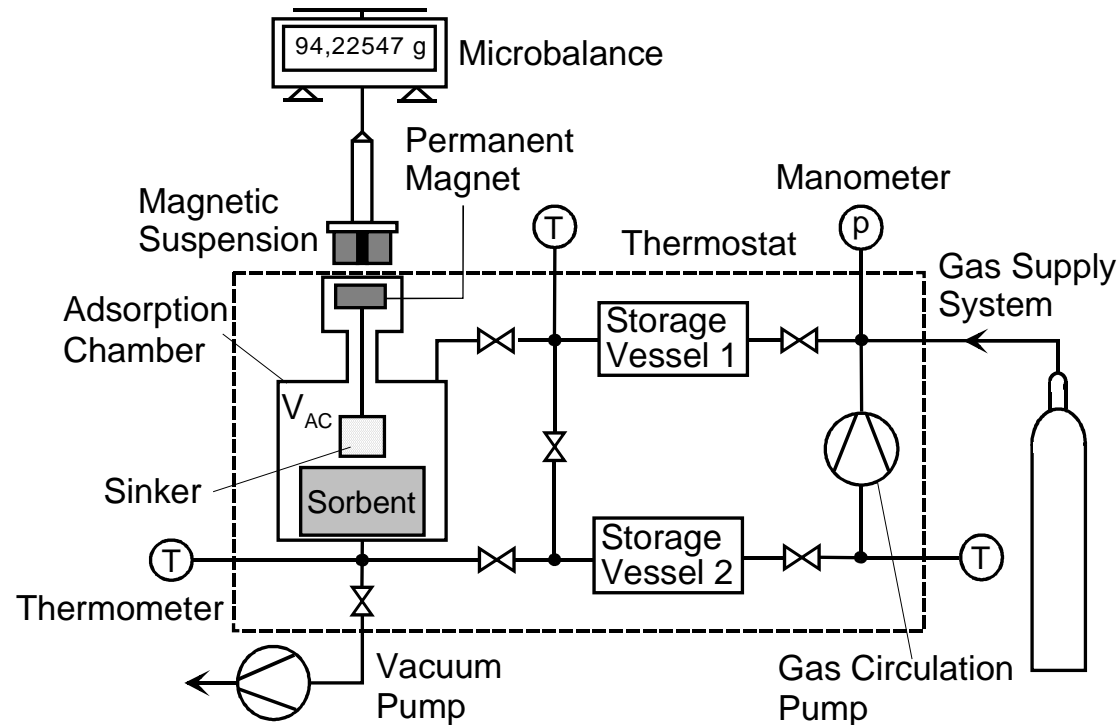 94,22547 g
Microbalance
Permanent
Magnet
Magnetic
Suspension
Manometer
T
p
Thermostat
Gas Supply
System
Adsorption
Chamber
Storage
Vessel 1
VAC
Sinker
Sorbent
Storage
Vessel 2
T
T
Thermometer
Vacuum
Pump
Gas Circulation
Pump